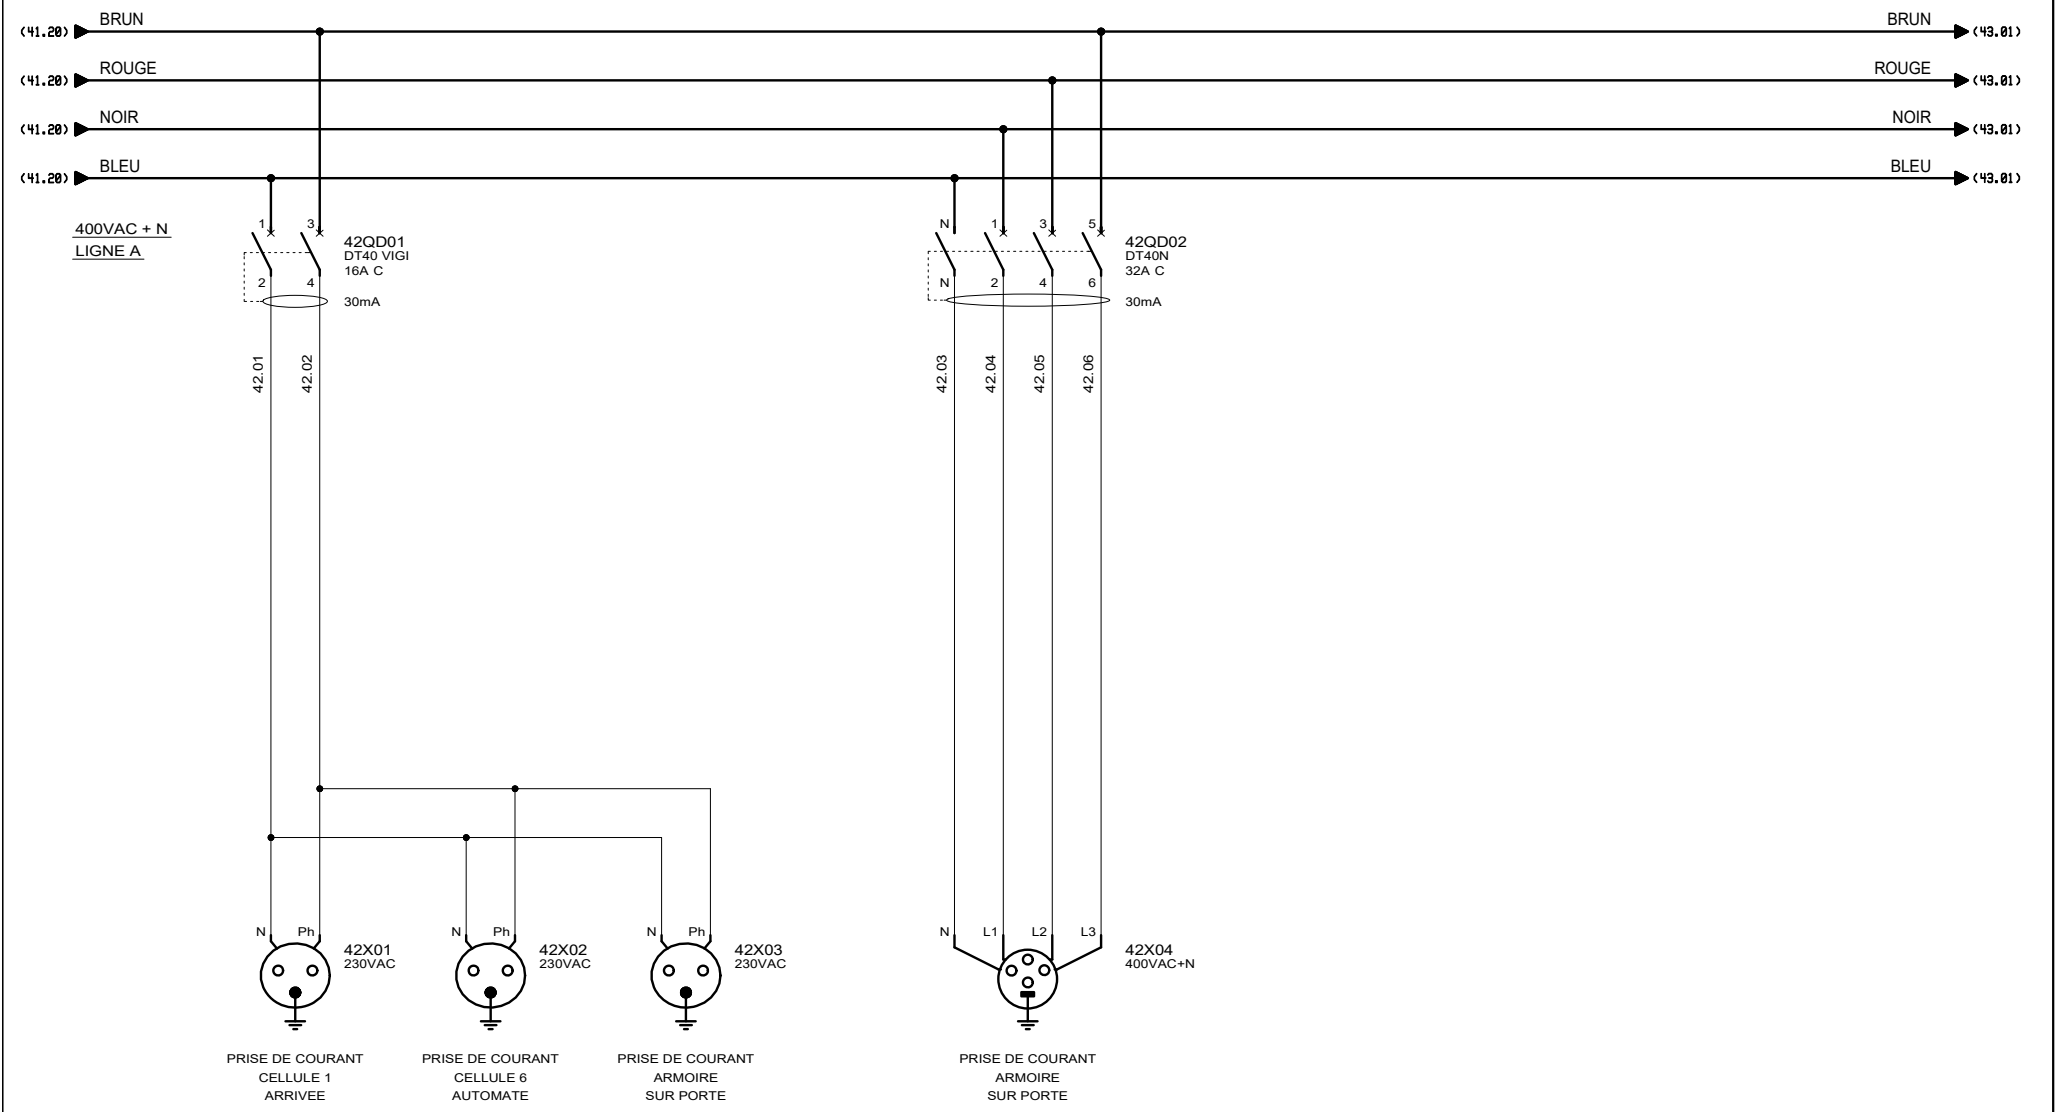 BRUN BRUN
(41.20) (43.01)
ROUGE ROUGE
(41.20) (43.01)
NOIR NOIR
(41.20) (43.01)
BLEU BLEU
(41.20) (43.01)
400VAC + N
LIGNE A
1 3
42QD01
DT40 VIGI
16A C
2 4
30mA
N 1 3 5
42QD02
DT40N
32A C
N 2 4 6
30mA
42.01 42.02
42.03 42.04 42.05 42.06
N Ph
42X01
230VAC
N Ph
42X02
230VAC
N Ph
42X03
230VAC
N L1 L2 L3
42X04
400VAC+N
PRISE DE COURANT
CELLULE 1
ARRIVEE
PRISE DE COURANT
CELLULE 6
AUTOMATE
PRISE DE COURANT
ARMOIRE
SUR PORTE
PRISE DE COURANT
ARMOIRE
SUR PORTE